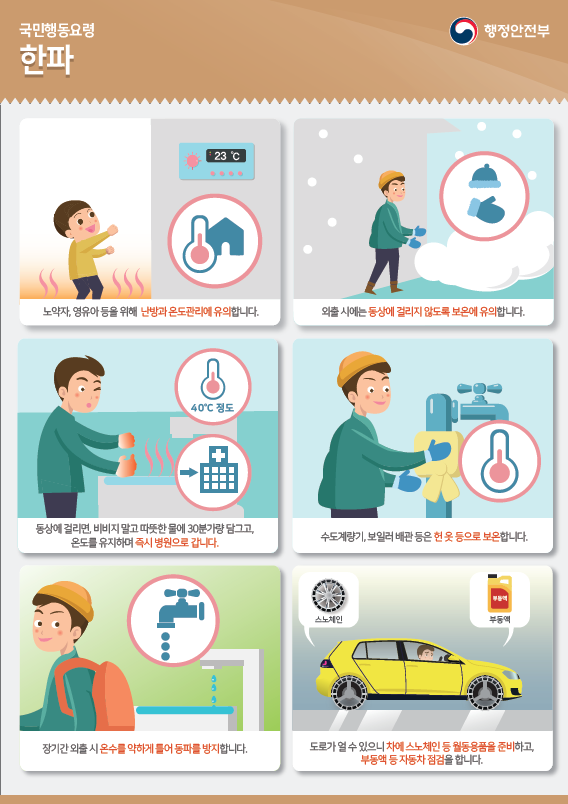 국민행동요령
한파
행정안전부
23 ℃
노약자, 영유아 등을 위해 난방과 온도관리에 유의합니다.
외출 시에는 동상에 걸리지 않도록 보온에 유의합니다.
40℃ 정도
동상에 걸리면, 비비지 말고 따뜻한 물에 30분가량 담그고,
온도를 유지하며 즉시 병원으로 갑니다.
수도계량기, 보일러 배관 등은 헌 옷 등으로 보온합니다.
장기간 외출 시 온수를 약하게 틀어 동파를 방지합니다.
스노체인
부동액
부동액
도로가 얼 수 있으니 차에 스노체인 등 월동용품을 준비하고,
부동액 등 자동차 점검을 합니다.